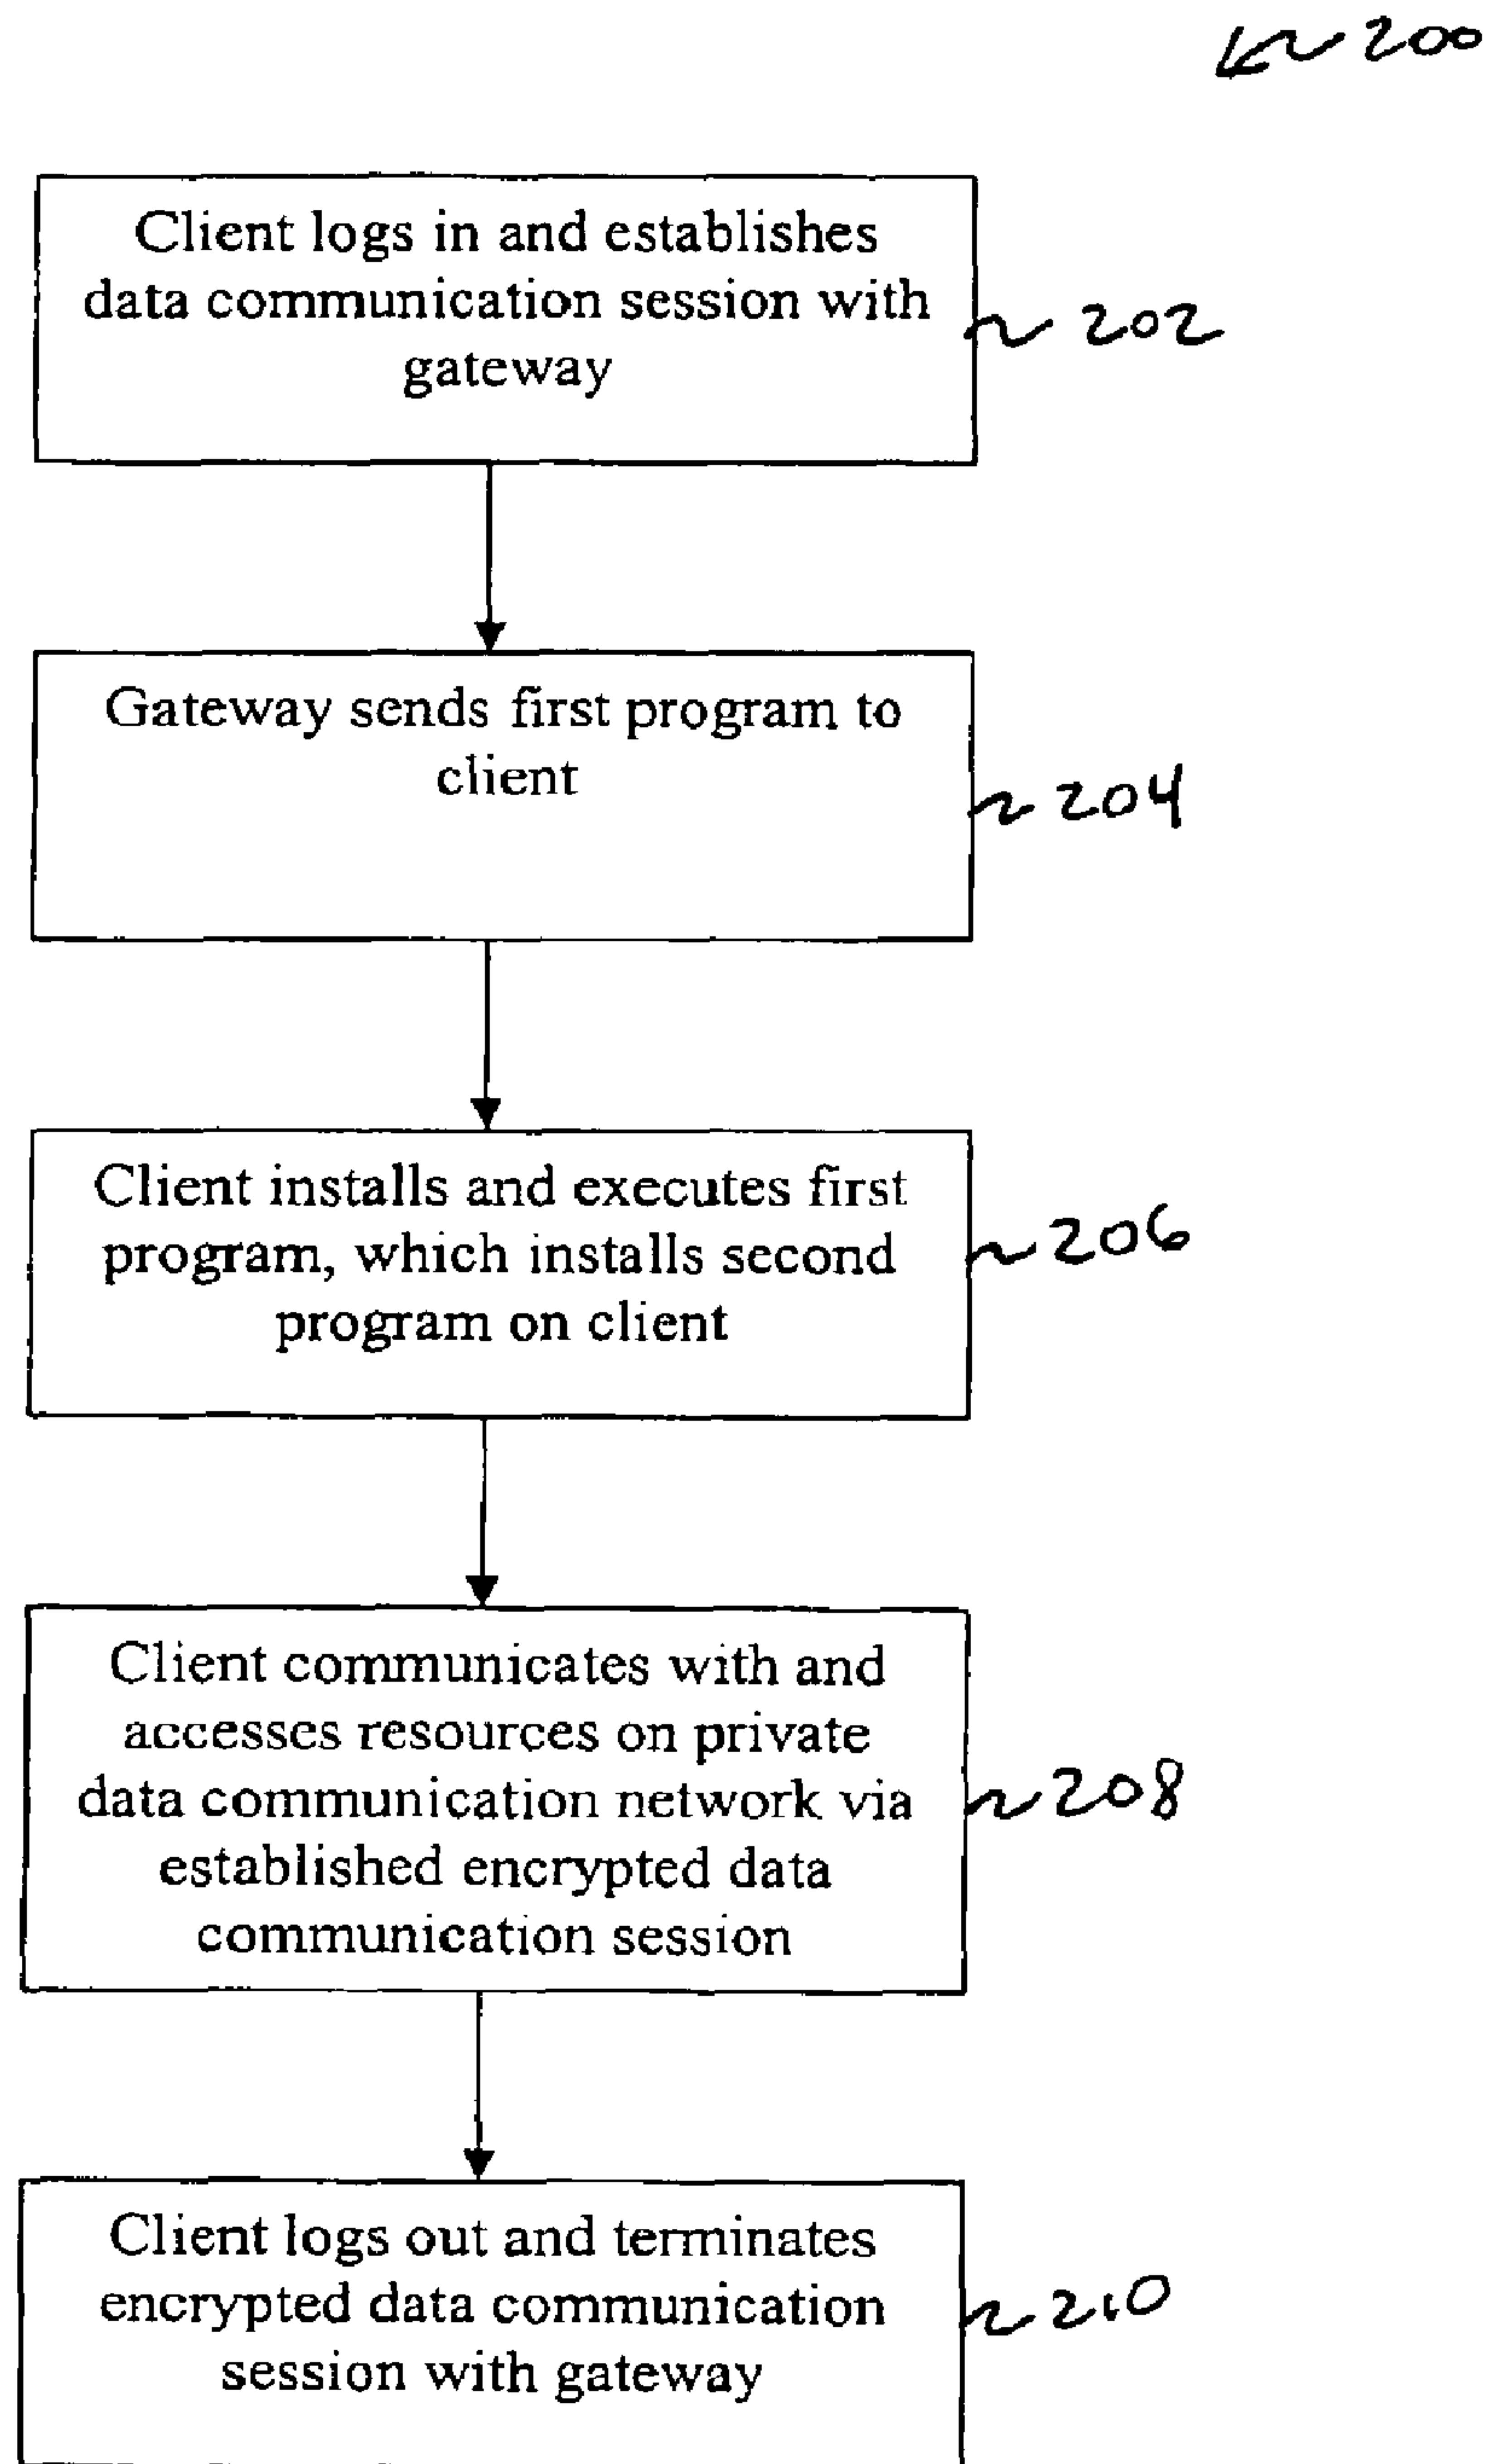 200
Client logs in and establishes
data communication session with
gateway
202
Gateway sends first program to
client
204
Client installs and executes first
program, which installs second
program on client
206
Client communicates with and
accesses resources on private
data communication network via
established encrypted data
communication session
208
Client logs out and terminates
encrypted data communication
session with gateway
210